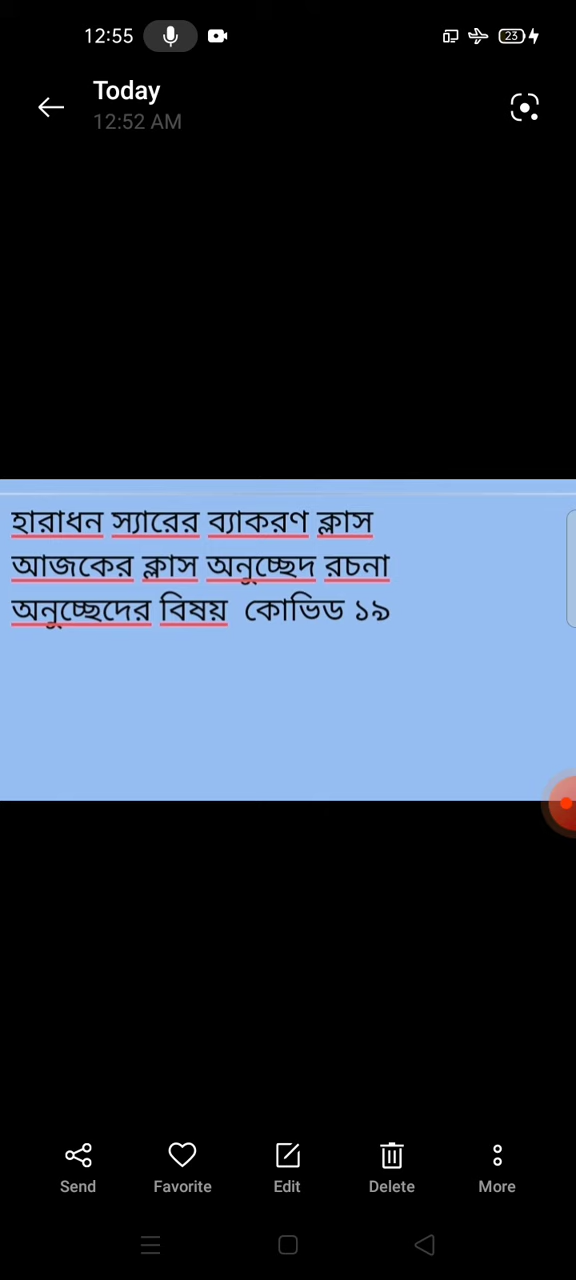 12:55
23
Today
12:52 AM
হারাধন স্যারের ব্যাকরণ ক্লাস
আজকের ক্লাস অনুচ্ছেদ রচনা
অনুচ্ছেদের বিষয় কোভিড ১৯
Send Favorite Edit Delete More